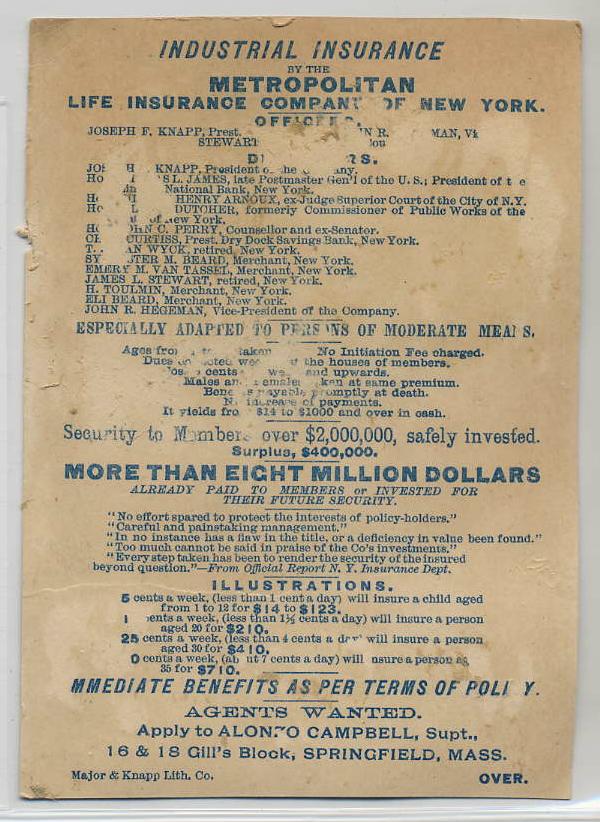 INDUSTRIAL INSURANCE
BY THE
METROPOLITAN
LIFE INSURANCE COMPANY OF NEW YORK.
JOSEPH F. KNAPP, Prest.
STEWART
KNAPP, President of the
JAMES, late Postmaster Gen'l of the U. S.; President of
National Bank, New York.
HENRY ARNOUX, ex-Judge Superior Court of the City of N.Y.
DUTCHER, formerly Commissioner of Public Works of the
of New York.
C. PERRY, Counsellor and ex-Senator.
CURTISS, Prest. Dry Dock Savings Bank, New York.
WYCK, retired, New York.
M. BEARD, Merchant, New York.
EMERY M. VAN TASSEL, Merchant, New York.
JAMES L. STEWART, retired, New York.
H. TOULMIN, Merchant, New York.
ELI BEARD, Merchant, New York.
JOHN R. HEGEMAN, Vice-President of the Company.
ESPECIALLY ADAPTED TO PERSONS OF MODERATE MEANS.
Ages from taken No Initiation Fee charged.
Dues at the houses of members.
cents and upwards.
Males and females taken at same premium.
payable promptly at death.
No increase of payments.
It yields from $14 to $1000 and over in cash.
Security to Members over $2,000,000, safely invested.
Surplus, $400,000.
MORE THAN EIGHT MILLION DOLLARS
ALREADY PAID TO MEMBERS or INVESTED FOR
THEIR FUTURE SECURITY.
"No effort spared to protect the interests of policy-holders."
"Careful and painstaking management."
"In no instance has a flaw in the title, or a deficiency in value been found."
"Too much cannot be said in praise of the Co's investments."
"Every step taken has been to render the security of the insured
beyond question."—From Official Report N. Y. Insurance Dept.
ILLUSTRATIONS.
5 cents a week, (less than 1 cent a day) will insure a child aged
from 1 to 12 for $14 to $123.
cents a week, (less than 1½ cents a day) will insure a person
aged 20 for $210.
25 cents a week, (less than 4 cents a day) will insure a person
aged 30 for $410.
cents a week, (about 7 cents a day) will insure a person aged
35 for $710.
IMMEDIATE BENEFITS AS PER TERMS OF POLICY.
AGENTS WANTED.
Apply to ALONZO CAMPBELL, Supt.,
16 & 18 Gill's Block, SPRINGFIELD, MASS.
Major & Knapp Lith. Co.
OVER.